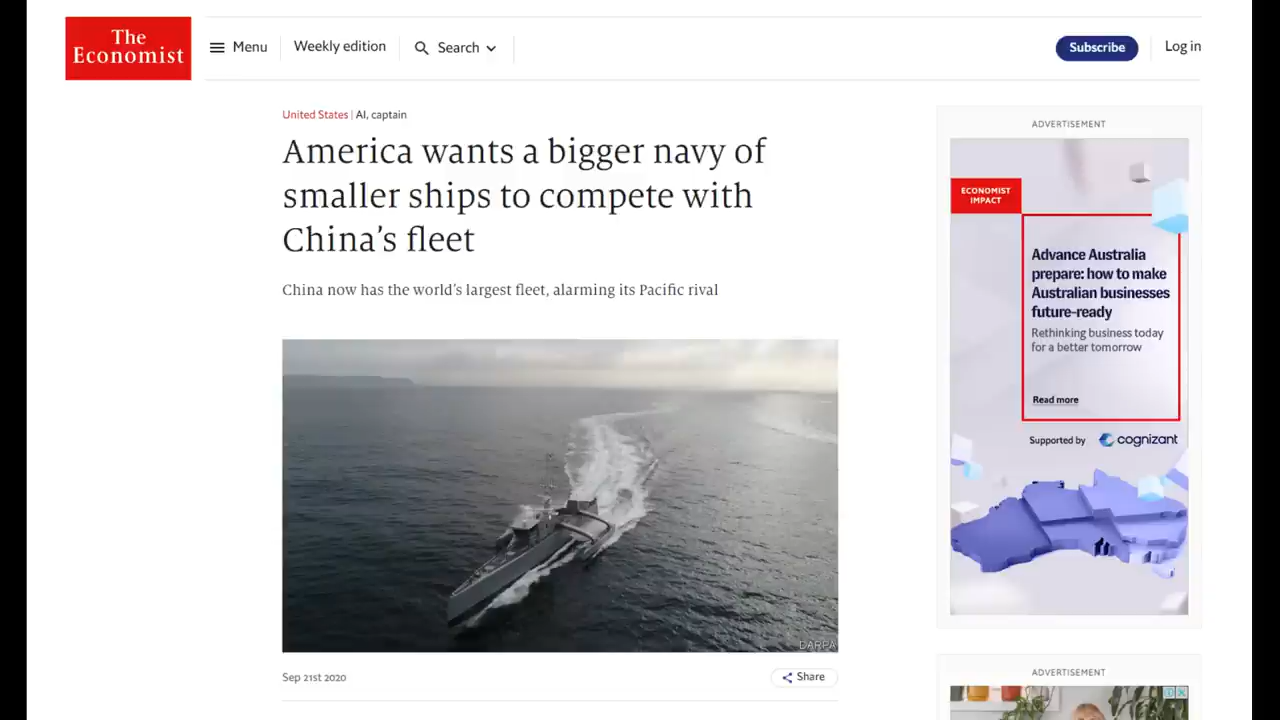 The
Economist
Menu
Weekly edition
Search
Subscribe
Log in
United States | AI, captain
America wants a bigger navy of
smaller ships to compete with
China's fleet
China now has the world's largest fleet, alarming its Pacific rival
DARPA
Sep 21st 2020
Share
ADVERTISEMENT
ECONOMIST
IMPACT
Advance Australia
prepare: how to make
Australian businesses
future-ready
Rethinking business today
for a better tomorrow
Read more
Supported by cognizant
ADVERTISEMENT